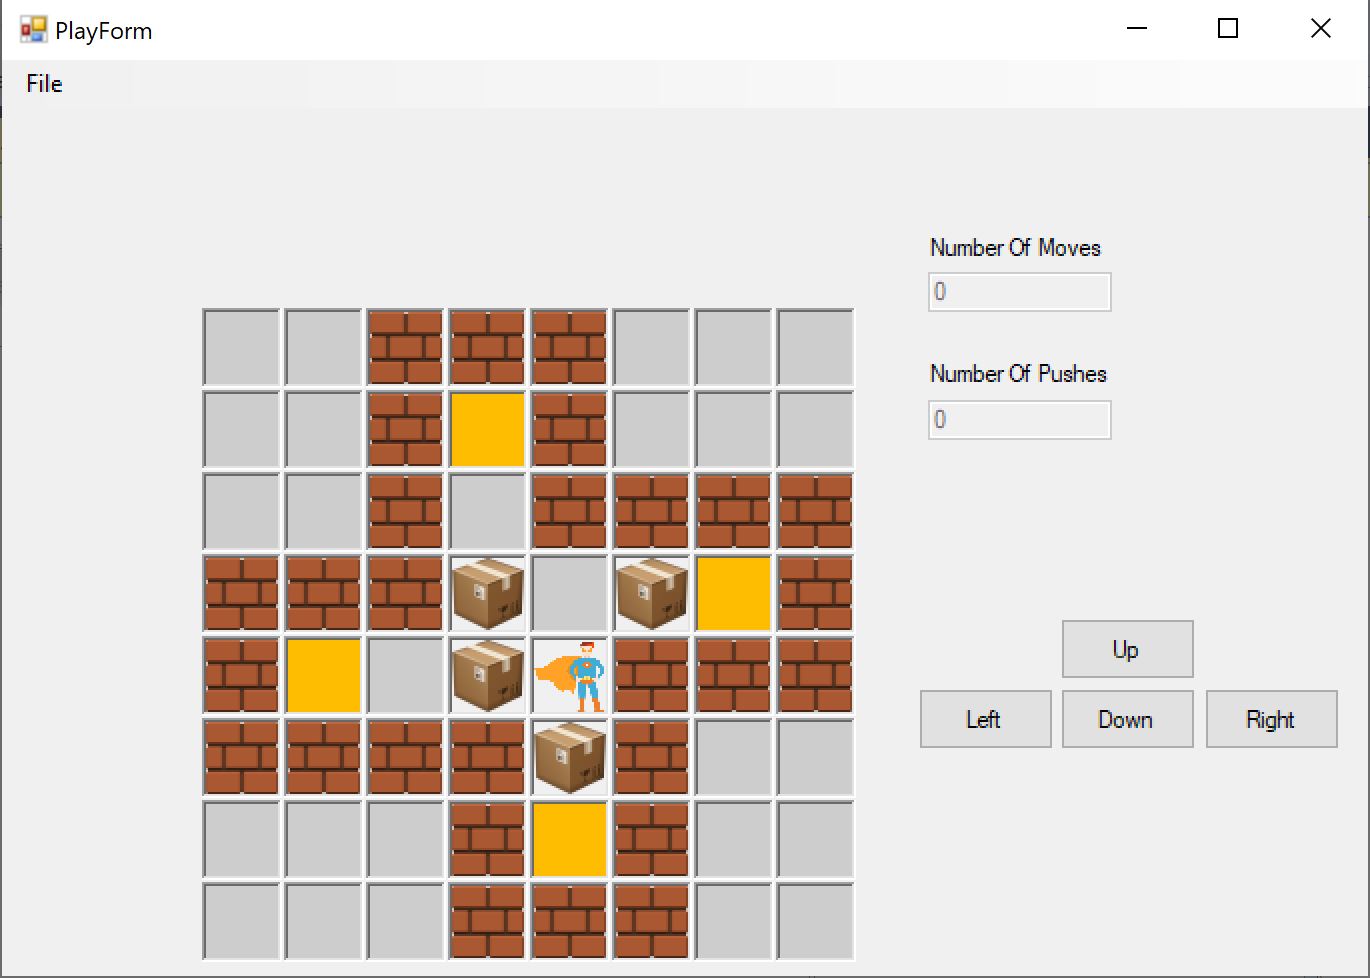 PlayForm
File
Number Of Moves
0
Number Of Pushes
0
Up
Left
Down
Right